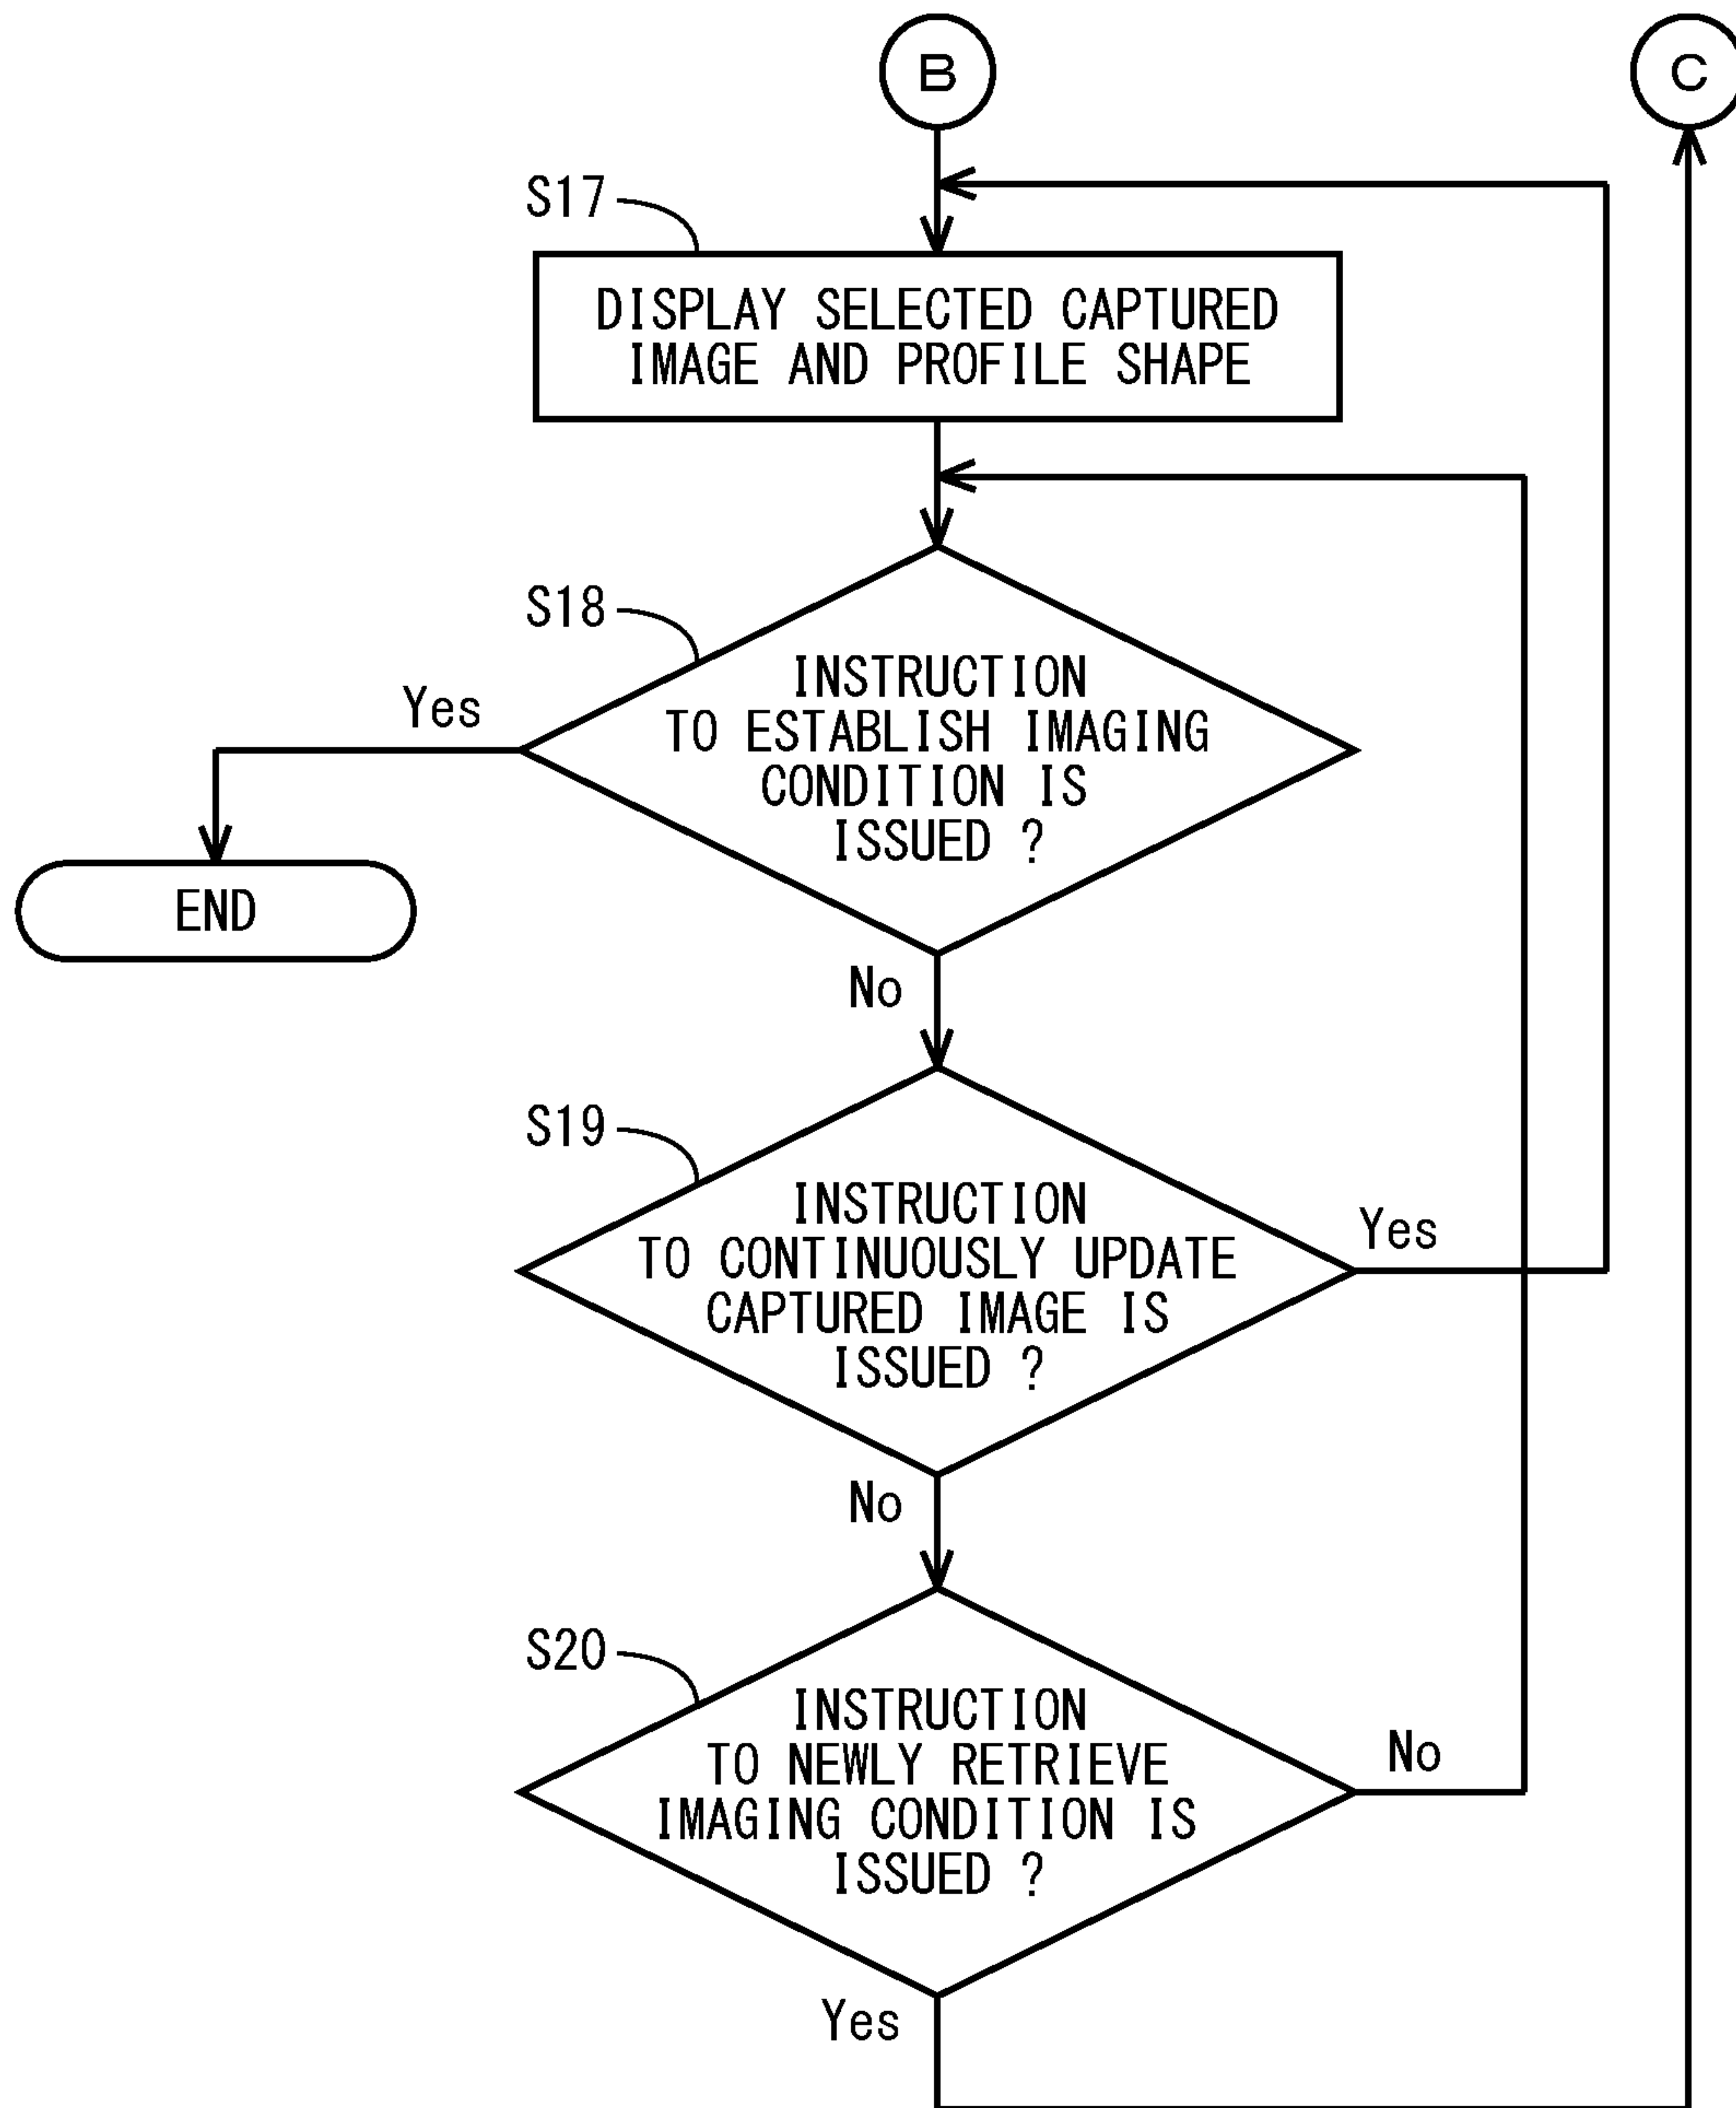 B
C
S17
DISPLAY SELECTED CAPTURED
IMAGE AND PROFILE SHAPE
S18
INSTRUCTION
TO ESTABLISH IMAGING
CONDITION IS
ISSUED ?
Yes
END
No
S19
INSTRUCTION
TO CONTINUOUSLY UPDATE
CAPTURED IMAGE IS
ISSUED ?
Yes
No
S20
INSTRUCTION
TO NEWLY RETRIEVE
IMAGING CONDITION IS
ISSUED ?
No
Yes